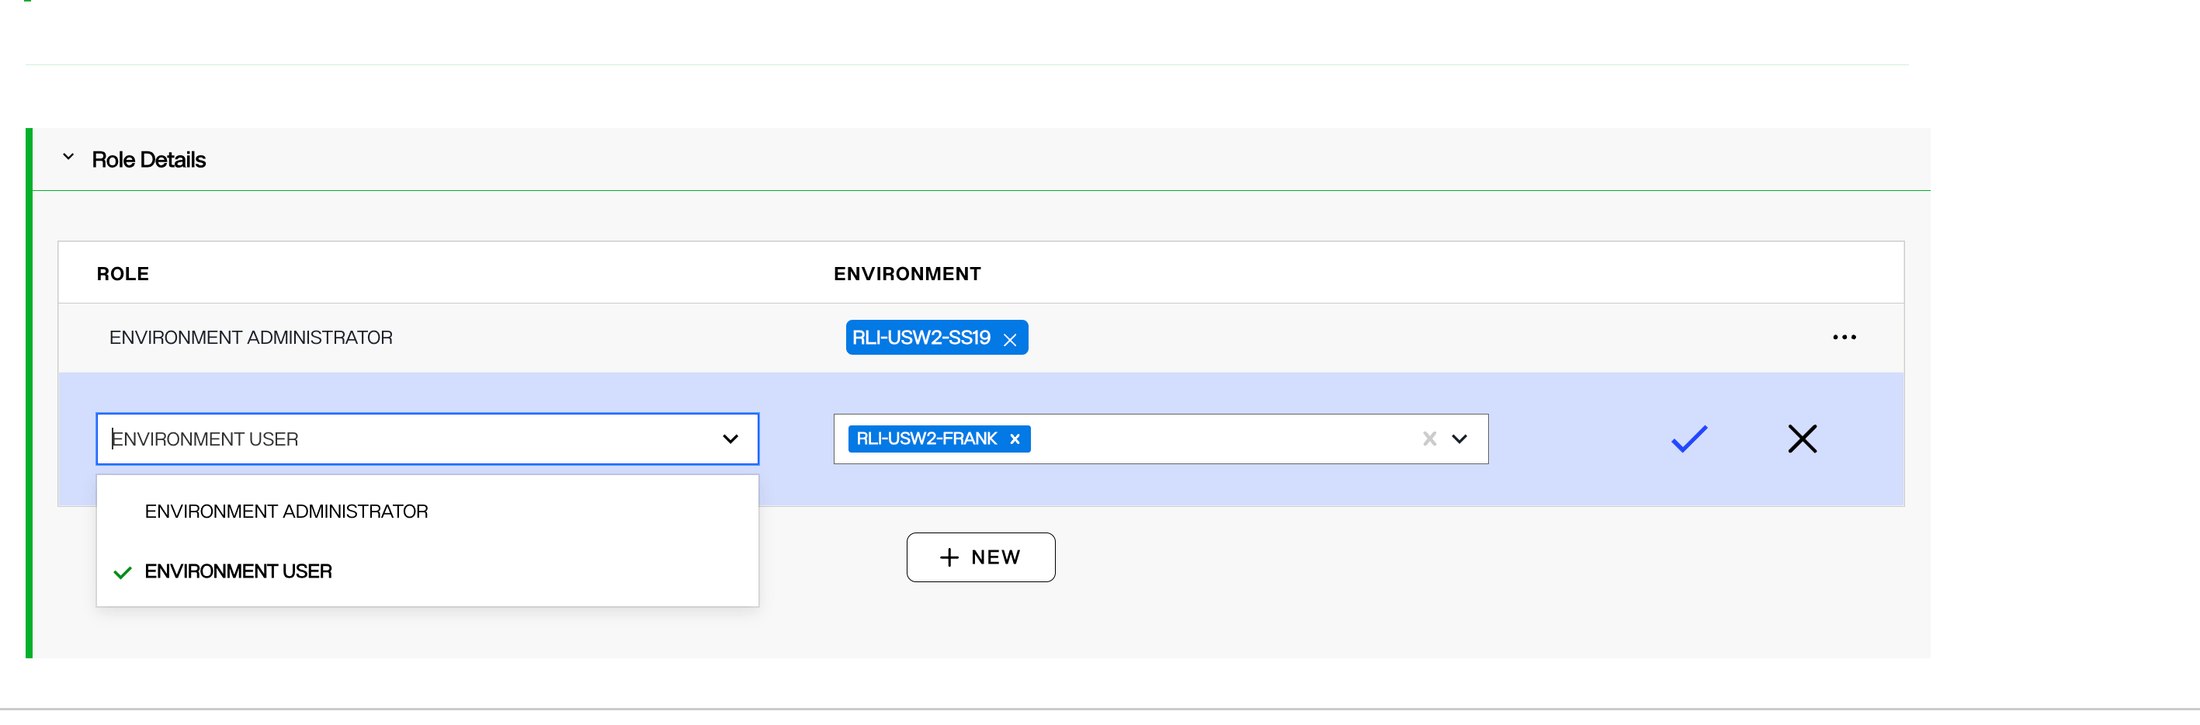 Role Details
ROLE ENVIRONMENT
ENVIRONMENT ADMINISTRATOR RLI-USW2-SS19
ENVIRONMENT USER RLI-USW2-FRANK
ENVIRONMENT ADMINISTRATOR
ENVIRONMENT USER
NEW